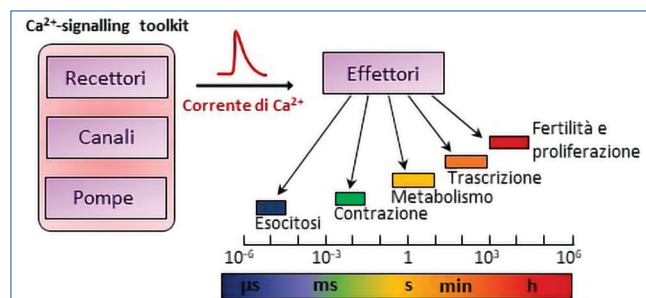 Ca²⁺-signalling toolkit
Recettori
Canali
Pompe
Corrente di Ca²⁺
Effettori
Fertilità e
proliferazione
Trascrizione
Metabolismo
Contrazione
Esocitosi
10⁻⁶ 10⁻³ 1 10³ 10⁶
µs ms s min h